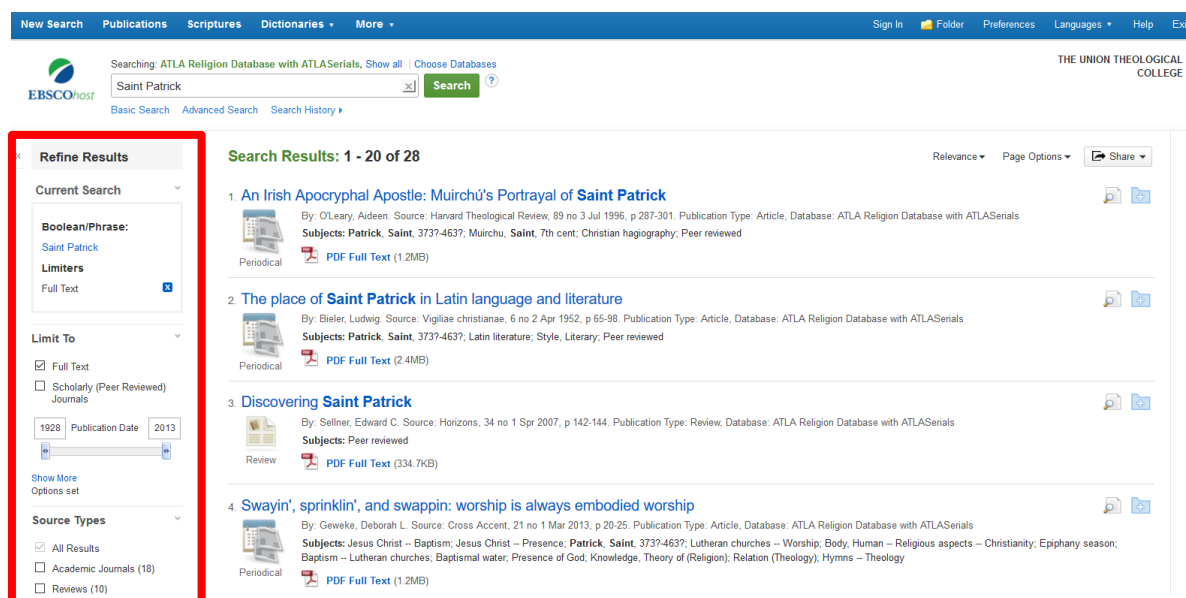 New Search Publications Scriptures Dictionaries More Sign In Folder Preferences Languages Help Exi
Searching: ATLA Religion Database with ATLASerials, Show all | Choose Databases
THE UNION THEOLOGICAL
COLLEGE
EBSCOhost
Saint Patrick x Search ?
Basic Search Advanced Search Search History
« Refine Results
Current Search
Boolean/Phrase:
Saint Patrick
Limiters
Full Text x
Limit To
Full Text
Scholarly (Peer Reviewed)
Journals
1928 Publication Date 2013
Show More
Options set
Source Types
All Results
Academic Journals (18)
Reviews (10)
Search Results: 1 - 20 of 28
Relevance Page Options Share
1. An Irish Apocryphal Apostle: Muirchú's Portrayal of Saint Patrick
By: O'Leary, Aideen. Source: Harvard Theological Review, 89 no 3 Jul 1996, p 287-301. Publication Type: Article, Database: ATLA Religion Database with ATLASerials
Subjects: Patrick, Saint, 373?-463?; Muirchu, Saint, 7th cent; Christian hagiography; Peer reviewed
Periodical
PDF Full Text (1.2MB)
2. The place of Saint Patrick in Latin language and literature
By: Bieler, Ludwig. Source: Vigiliae christianae, 6 no 2 Apr 1952, p 65-98. Publication Type: Article, Database: ATLA Religion Database with ATLASerials
Subjects: Patrick, Saint, 373?-463?; Latin literature; Style, Literary; Peer reviewed
Periodical
PDF Full Text (2.4MB)
3. Discovering Saint Patrick
By: Sellner, Edward C. Source: Horizons, 34 no 1 Spr 2007, p 142-144. Publication Type: Review, Database: ATLA Religion Database with ATLASerials
Subjects: Peer reviewed
Review
PDF Full Text (334.7KB)
4. Swayin', sprinklin', and swappin: worship is always embodied worship
By: Geweke, Deborah L. Source: Cross Accent, 21 no 1 Mar 2013, p 20-25. Publication Type: Article, Database: ATLA Religion Database with ATLASerials
Subjects: Jesus Christ -- Baptism; Jesus Christ -- Presence; Patrick, Saint, 373?-463?; Lutheran churches -- Worship; Body, Human -- Religious aspects -- Christianity; Epiphany season;
Baptism -- Lutheran churches; Baptismal water; Presence of God; Knowledge, Theory of (Religion); Relation (Theology); Hymns -- Theology
Periodical
PDF Full Text (1.2MB)